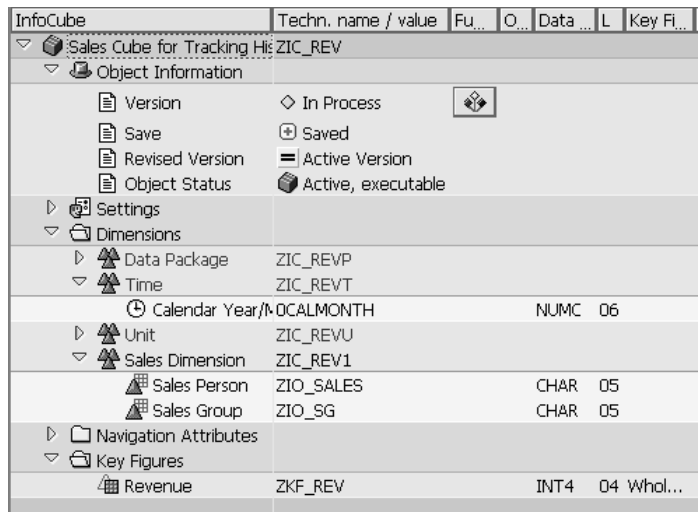 InfoCube Techn. name / value Fu... O... Data ... L Key Fi...
Sales Cube for Tracking His ZIC_REV
Object Information
Version In Process
Save Saved
Revised Version Active Version
Object Status Active, executable
Settings
Dimensions
Data Package ZIC_REVP
Time ZIC_REVT
Calendar Year/M 0CALMONTH NUMC 06
Unit ZIC_REVU
Sales Dimension ZIC_REV1
Sales Person ZIO_SALES CHAR 05
Sales Group ZIO_SG CHAR 05
Navigation Attributes
Key Figures
Revenue ZKF_REV INT4 04 Whol...